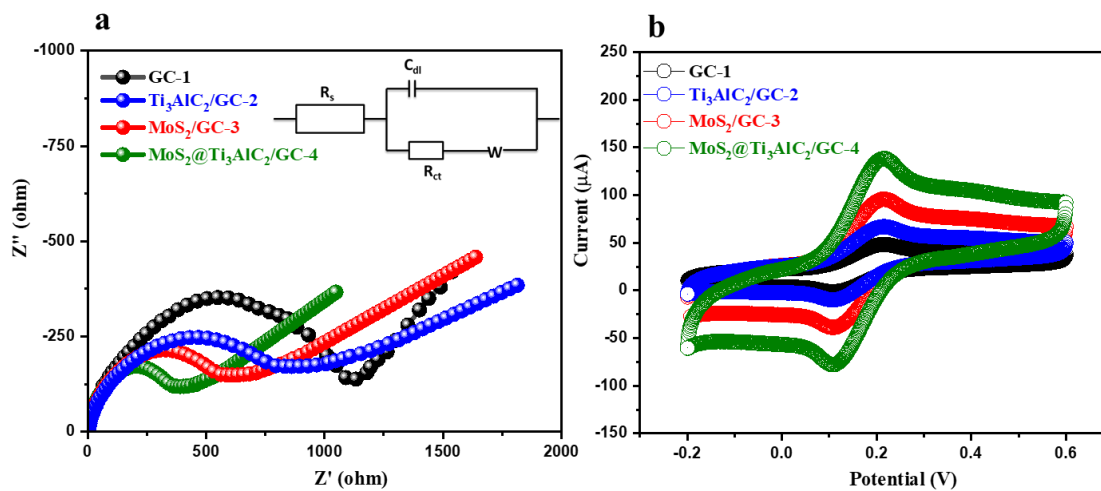 a
-1000
-750
-500
-250
0
Z'' (ohm)
0
500
1000
1500
2000
Z' (ohm)
GC-1
Ti₃AlC₂/GC-2
MoS₂/GC-3
MoS₂@Ti₃AlC₂/GC-4
C_dl
R_s
R_ct
W
b
250
200
150
100
50
0
-50
-100
-150
Current (μA)
-0.2
0.0
0.2
0.4
0.6
Potential (V)
GC-1
Ti₃AlC₂/GC-2
MoS₂/GC-3
MoS₂@Ti₃AlC₂/GC-4